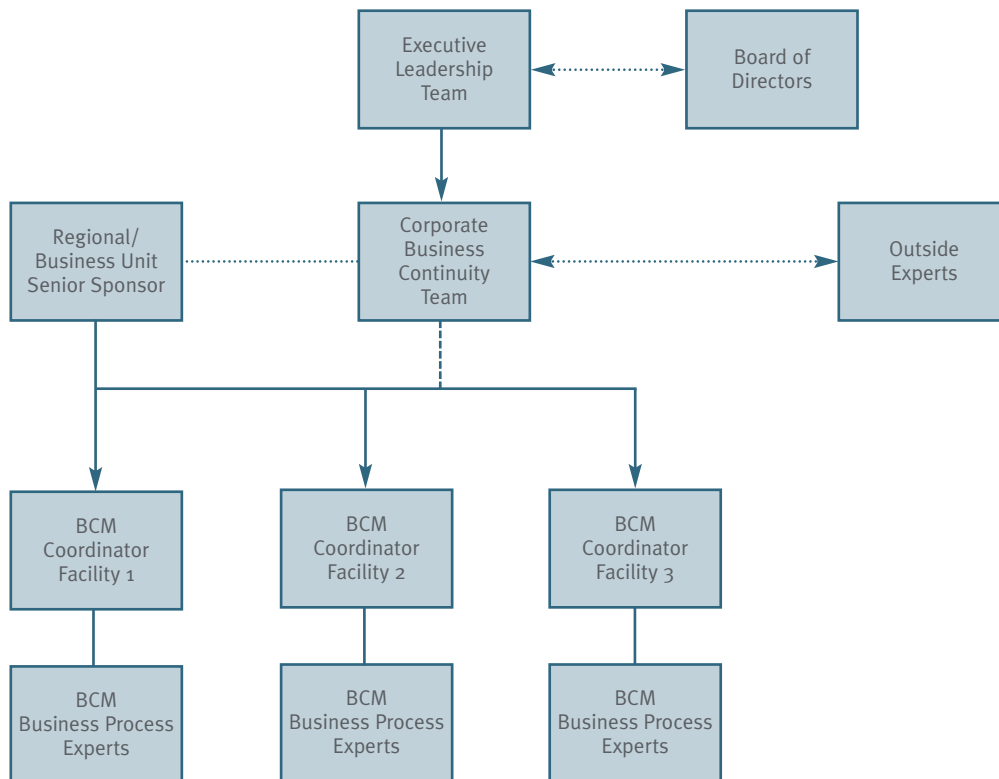 Executive
Leadership
Team
Board of
Directors
Regional/
Business Unit
Senior Sponsor
Corporate
Business
Continuity
Team
Outside
Experts
BCM
Coordinator
Facility 1
BCM
Coordinator
Facility 2
BCM
Coordinator
Facility 3
BCM
Business Process
Experts
BCM
Business Process
Experts
BCM
Business Process
Experts